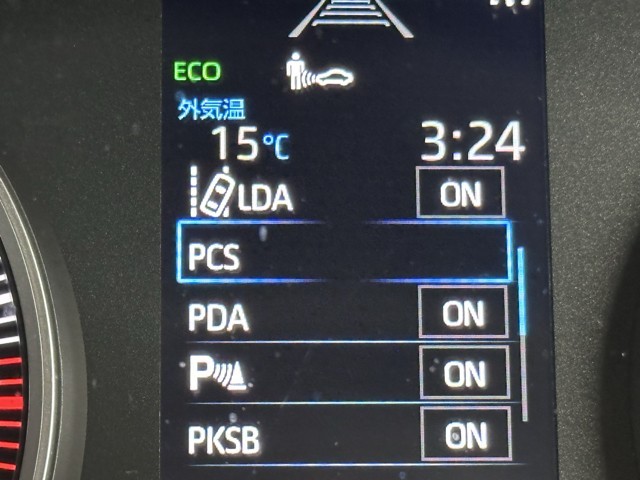 ECO
外気温
15℃ 3:24
LDA ON
PCS
PDA ON
P ON
PKSB ON